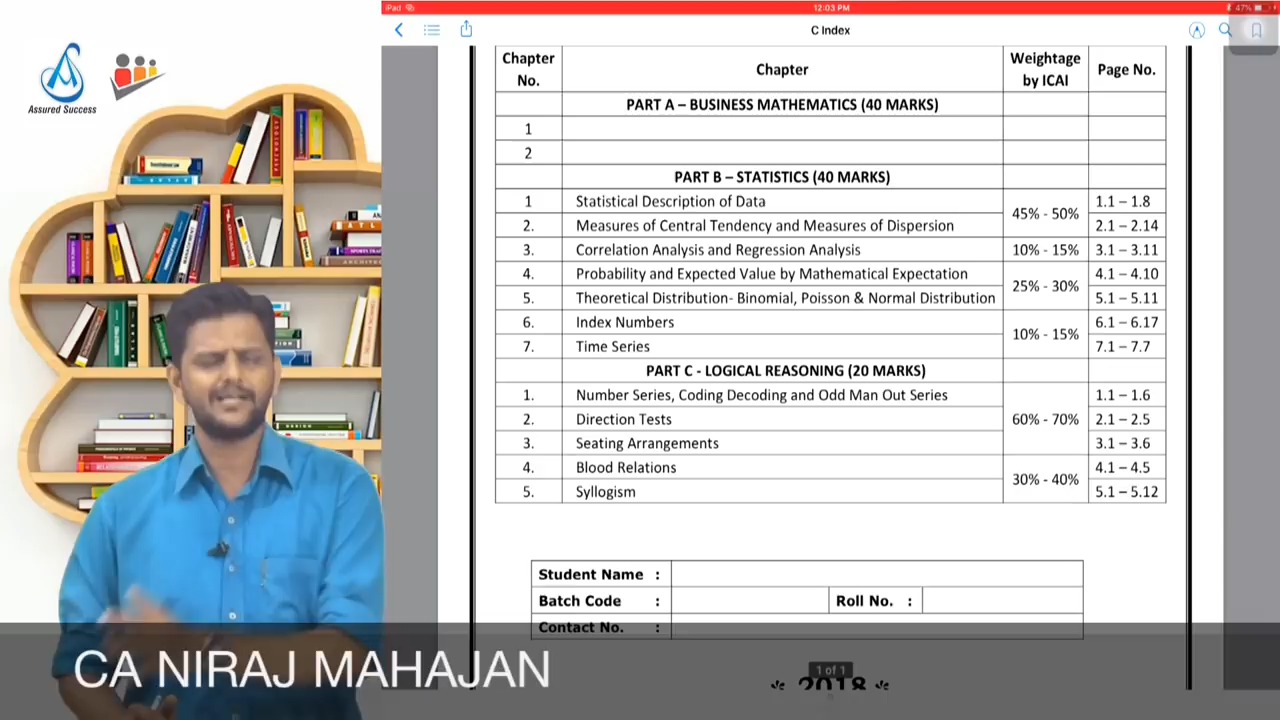 iPad 12:03 PM 47%
C Index
Assured Success
Chapter No. Chapter Weightage by ICAI Page No.
PART A – BUSINESS MATHEMATICS (40 MARKS)
1
2
PART B – STATISTICS (40 MARKS)
1 Statistical Description of Data 45% - 50% 1.1 – 1.8
2. Measures of Central Tendency and Measures of Dispersion 2.1 – 2.14
3. Correlation Analysis and Regression Analysis 10% - 15% 3.1 – 3.11
4. Probability and Expected Value by Mathematical Expectation 25% - 30% 4.1 – 4.10
5. Theoretical Distribution- Binomial, Poisson & Normal Distribution 5.1 – 5.11
6. Index Numbers 10% - 15% 6.1 – 6.17
7. Time Series 7.1 – 7.7
PART C - LOGICAL REASONING (20 MARKS)
1. Number Series, Coding Decoding and Odd Man Out Series 60% - 70% 1.1 – 1.6
2. Direction Tests 2.1 – 2.5
3. Seating Arrangements 3.1 – 3.6
4. Blood Relations 30% - 40% 4.1 – 4.5
5. Syllogism 5.1 – 5.12
Student Name :
Batch Code : Roll No. :
Contact No. :
1 of 1
2018
CA NIRAJ MAHAJAN